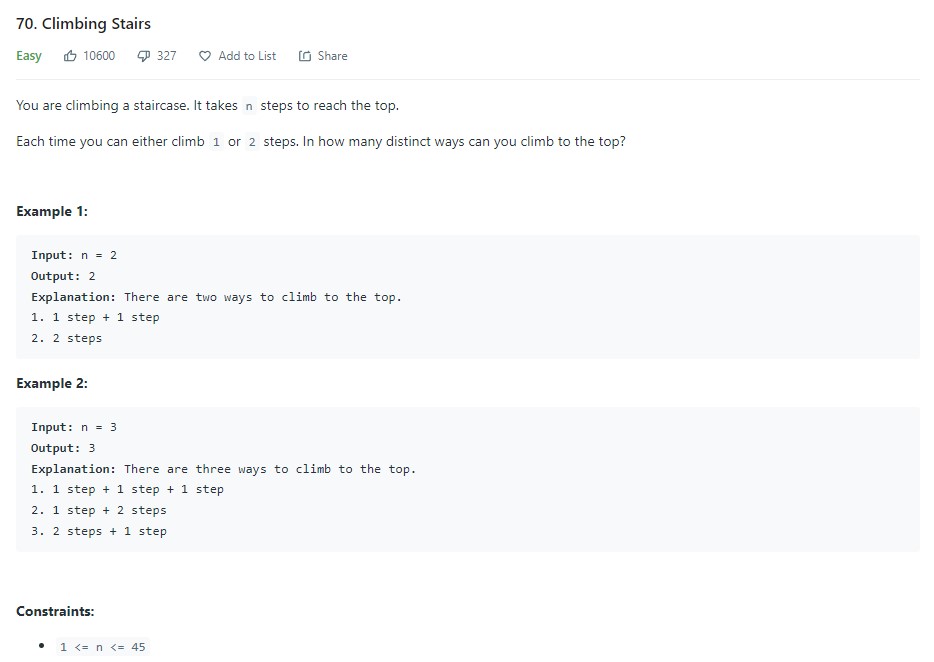 70. Climbing Stairs
Easy 10600 327 Add to List Share
You are climbing a staircase. It takes n steps to reach the top.
Each time you can either climb 1 or 2 steps. In how many distinct ways can you climb to the top?
Example 1:
Input: n = 2
Output: 2
Explanation: There are two ways to climb to the top.
1. 1 step + 1 step
2. 2 steps
Example 2:
Input: n = 3
Output: 3
Explanation: There are three ways to climb to the top.
1. 1 step + 1 step + 1 step
2. 1 step + 2 steps
3. 2 steps + 1 step
Constraints:
• 1 <= n <= 45